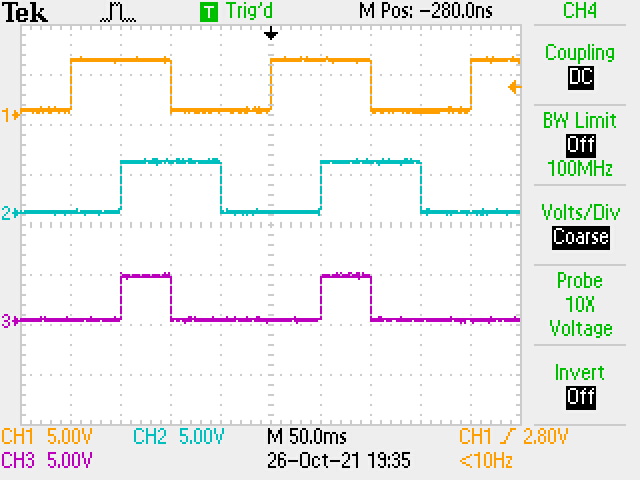 Tek T Trig'd M Pos: -280.0ns CH4
Coupling
DC
1
BW Limit
Off
100MHz
2
Volts/Div
Coarse
Probe
10X
Voltage
3
Invert
Off
CH1 5.00V CH2 5.00V M 50.0ms CH1 2.80V
CH3 5.00V 26-Oct-21 19:35 <10Hz